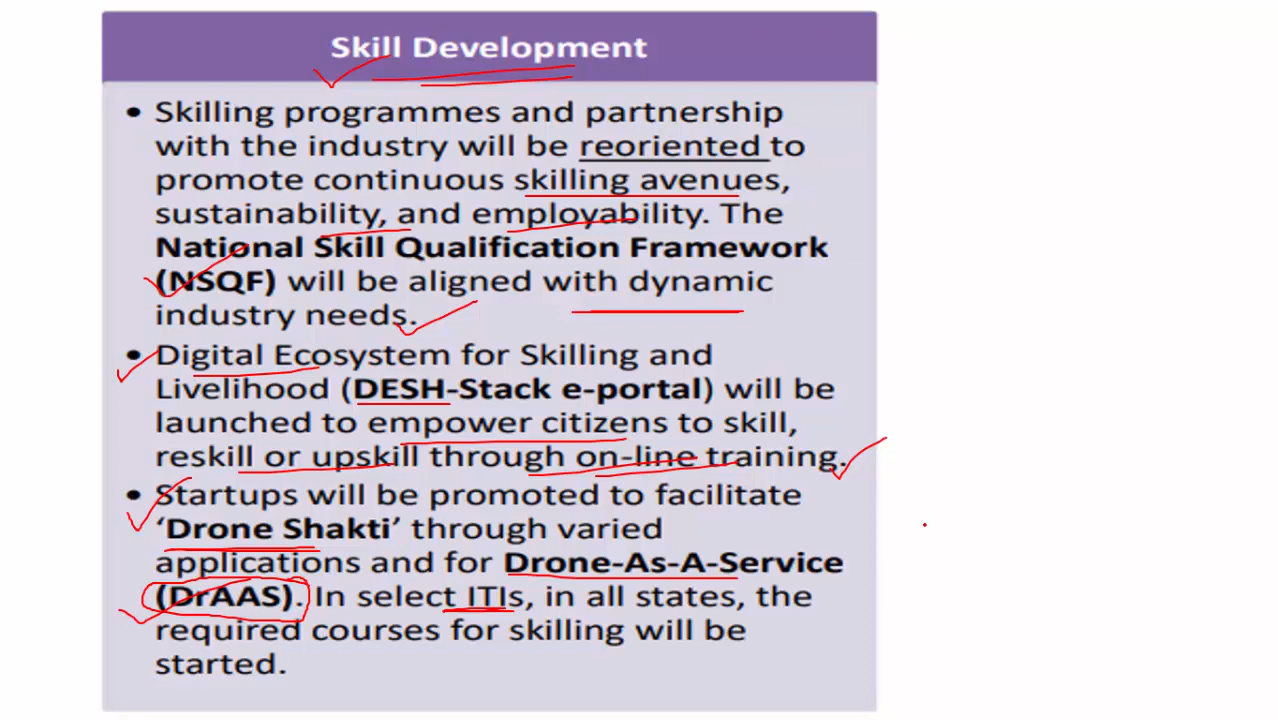 Skill Development
• Skilling programmes and partnership
with the industry will be reoriented to
promote continuous skilling avenues,
sustainability, and employability. The
National Skill Qualification Framework
(NSQF) will be aligned with dynamic
industry needs.
• Digital Ecosystem for Skilling and
Livelihood (DESH-Stack e-portal) will be
launched to empower citizens to skill,
reskill or upskill through on-line training.
• Startups will be promoted to facilitate
‘Drone Shakti’ through varied
applications and for Drone-As-A-Service
(DrAAS). In select ITIs, in all states, the
required courses for skilling will be
started.